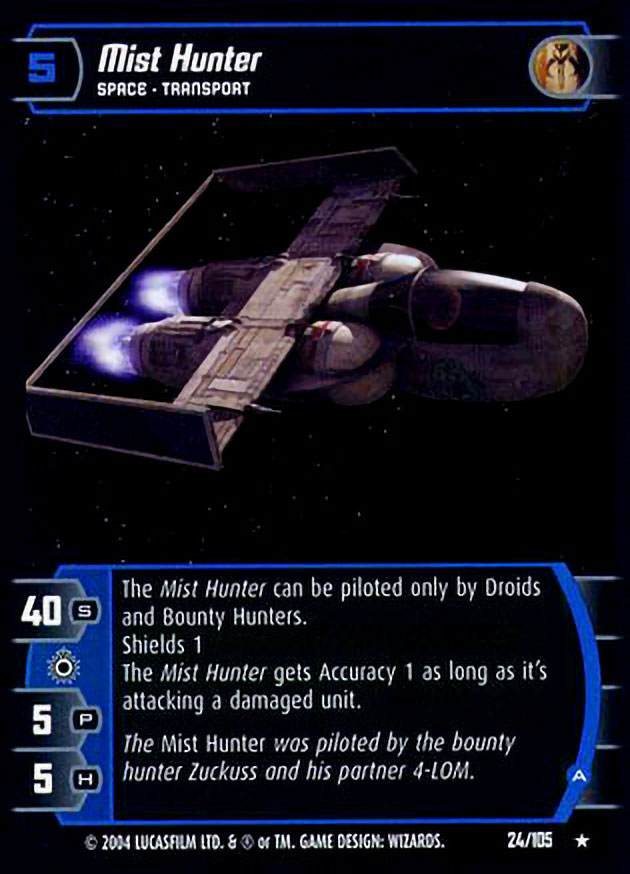 5
Mist Hunter
SPACE · TRANSPORT
40 S
The Mist Hunter can be piloted only by Droids
and Bounty Hunters.
Shields 1
The Mist Hunter gets Accuracy 1 as long as it's
attacking a damaged unit.
5 P
The Mist Hunter was piloted by the bounty
hunter Zuckuss and his partner 4-LOM.
5 H
A
© 2004 LUCASFILM LTD. & ® or TM. GAME DESIGN: WIZARDS.
24/105 ★